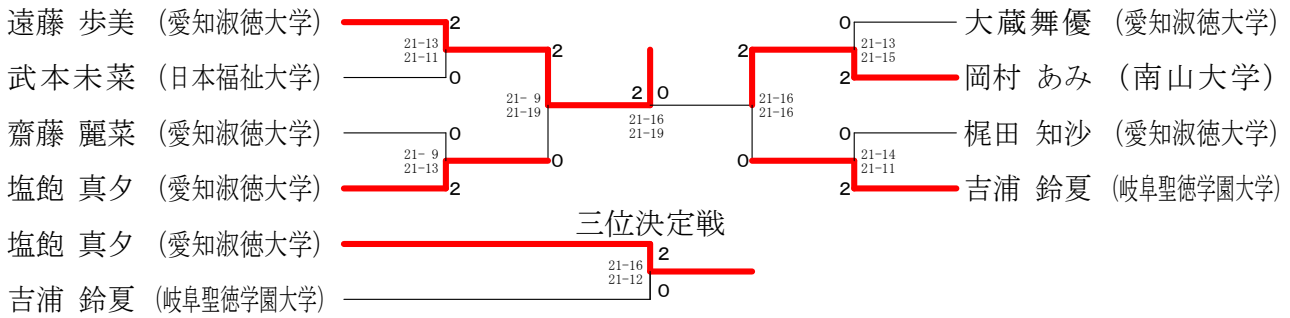 遠藤 歩美 (愛知淑徳大学)
2
21-13
21-11
武本未菜 (日本福祉大学)
0
2
21- 9
21-19
齋藤 麗菜 (愛知淑徳大学)
0
21- 9
21-13
0
塩飽 真夕 (愛知淑徳大学)
2
2 0
21-16
21-19
0
大蔵舞優 (愛知淑徳大学)
21-13
21-15
2
2
岡村 あみ (南山大学)
21-16
21-16
0
梶田 知沙 (愛知淑徳大学)
21-14
21-11
0
2
吉浦 鈴夏 (岐阜聖徳学園大学)
三位決定戦
塩飽 真夕 (愛知淑徳大学)
2
21-16
21-12
吉浦 鈴夏 (岐阜聖徳学園大学)
0